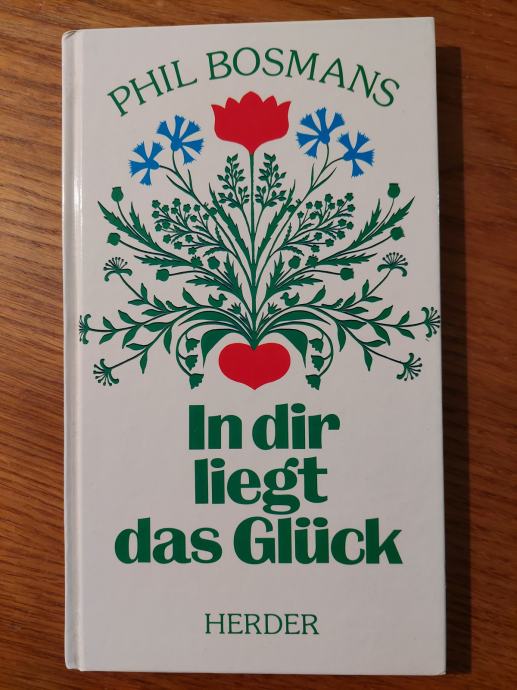 PHIL BOSMANS
In dir
liegt
das Glück
HERDER